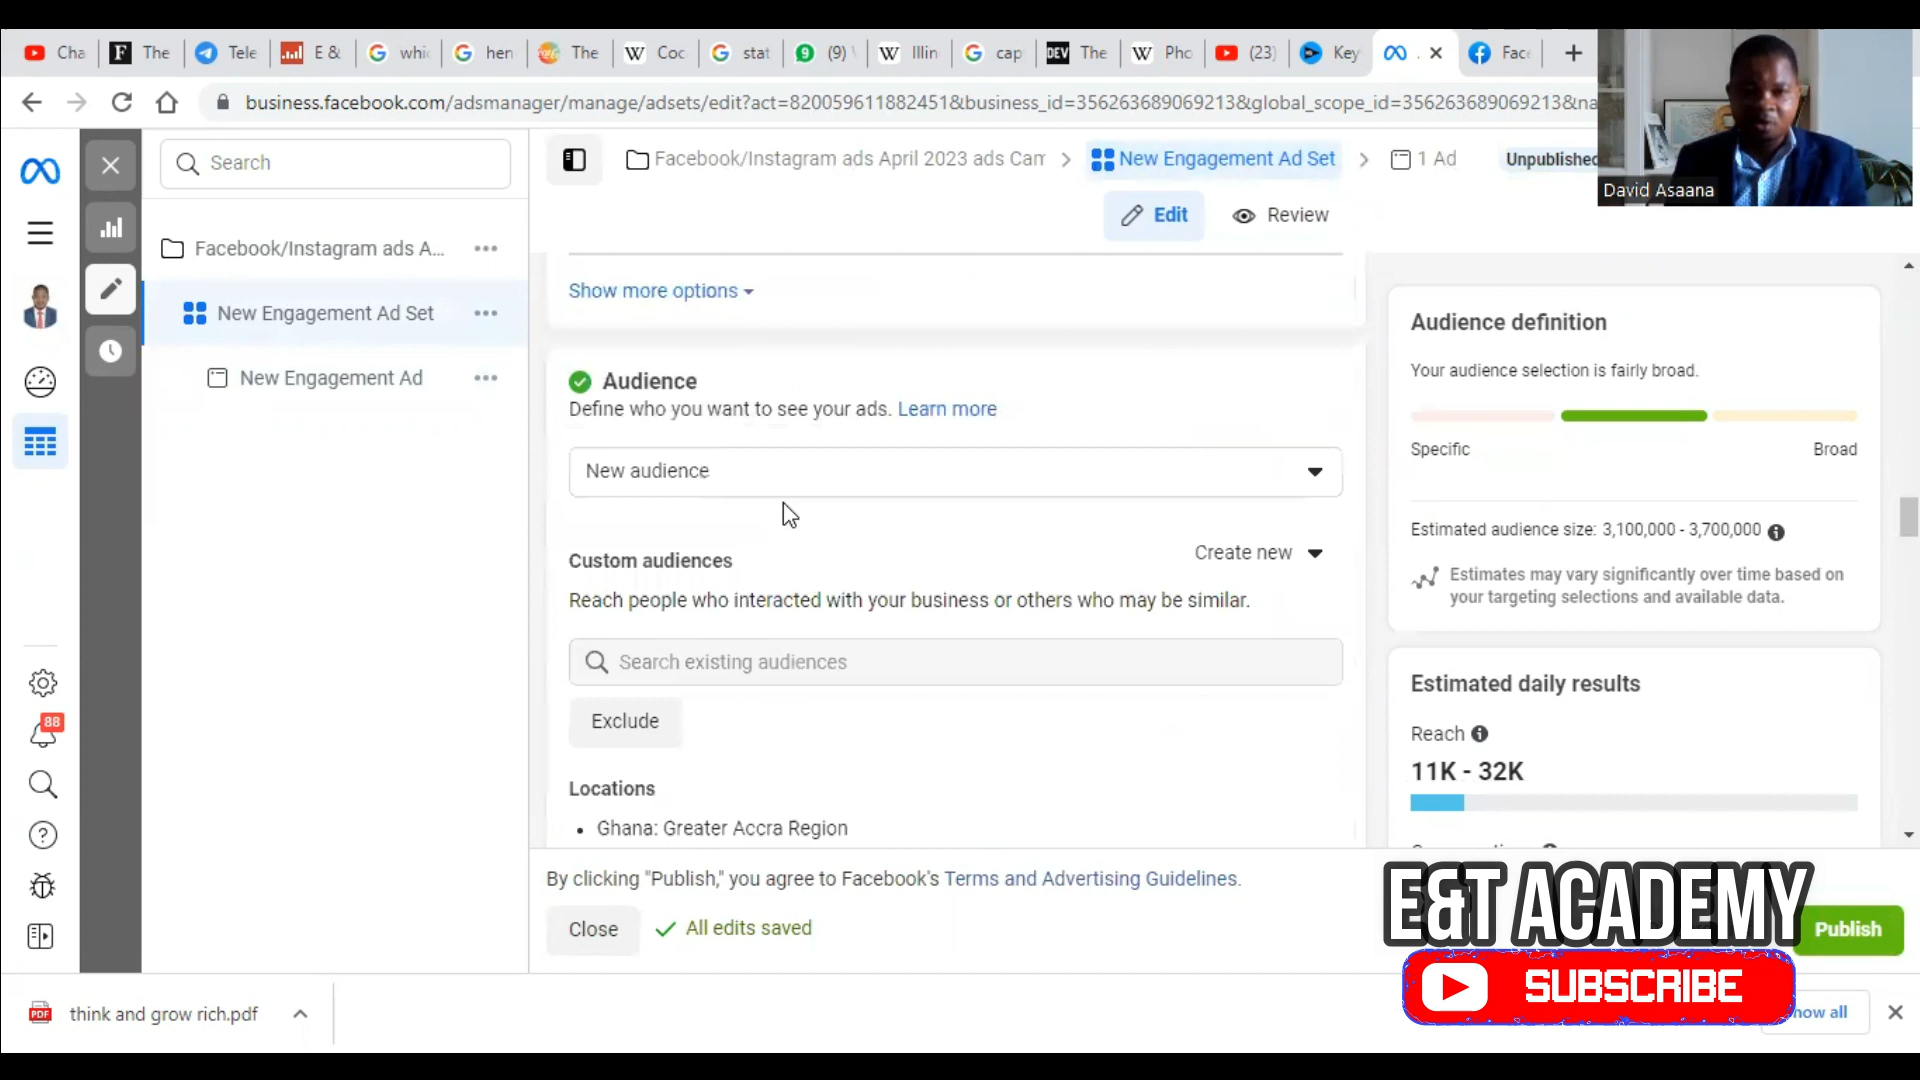 Cha
The
Tele
E &
whi
hen
The
Coc
stat
9
(9)
Illin
cap
DEV
The
Pho
(23)
Key
Fac
business.facebook.com/adsmanager/manage/adsets/edit?act=820059611882451&business_id=356263689069213&global_scope_id=356263689069213&na
David Asaana
Search
Facebook/Instagram ads April 2023 ads Cam
New Engagement Ad Set
1 Ad
Unpublished
Edit
Review
Facebook/Instagram ads A...
New Engagement Ad Set
New Engagement Ad
Show more options
Audience
Define who you want to see your ads. Learn more
New audience
Custom audiences
Create new
Reach people who interacted with your business or others who may be similar.
Search existing audiences
Exclude
Locations
Ghana: Greater Accra Region
Audience definition
Your audience selection is fairly broad.
Specific
Broad
Estimated audience size: 3,100,000 - 3,700,000
Estimates may vary significantly over time based on
your targeting selections and available data.
Estimated daily results
Reach
11K - 32K
88
By clicking "Publish," you agree to Facebook's Terms and Advertising Guidelines.
Close
All edits saved
E&T ACADEMY
Publish
SUBSCRIBE
PDF
think and grow rich.pdf
how all